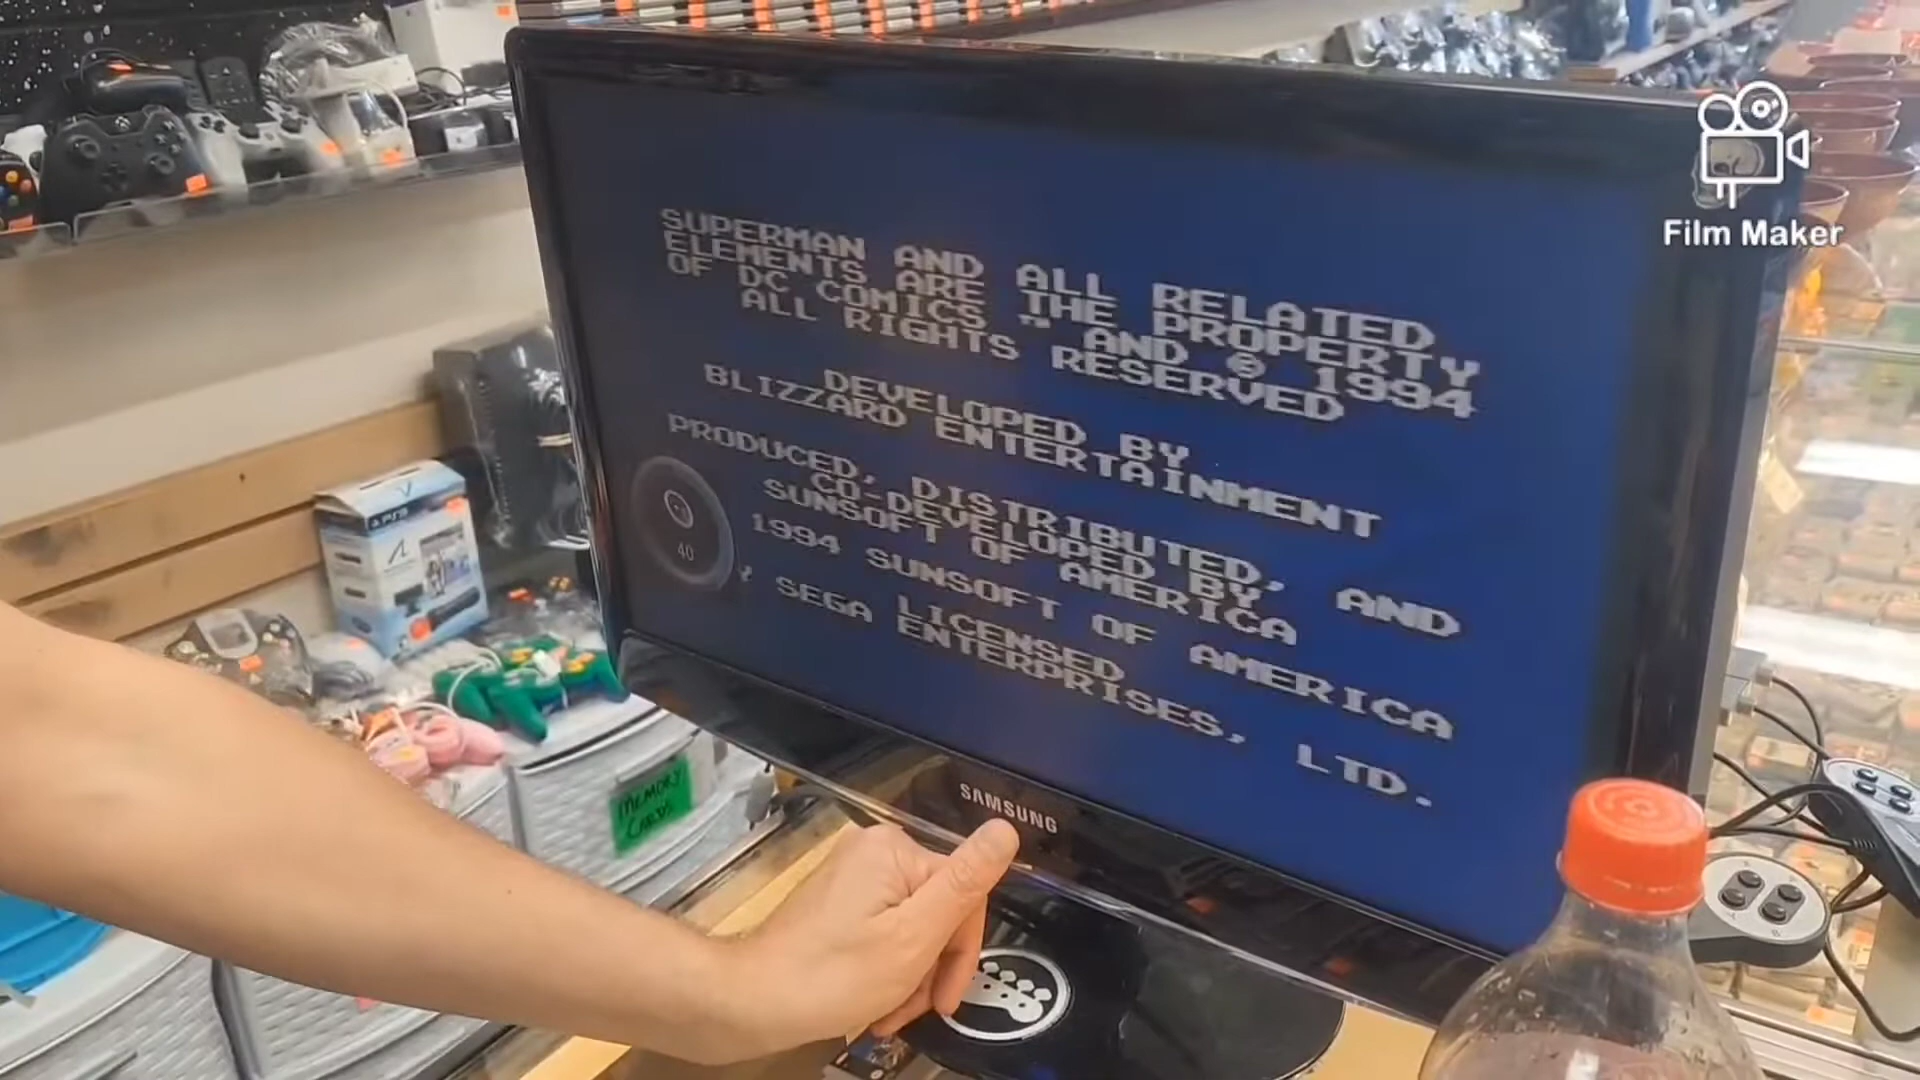 Film Maker
SUPERMAN AND ALL RELATED
ELEMENTS ARE THE PROPERTY
OF DC COMICS ™ AND © 1994
ALL RIGHTS RESERVED
DEVELOPED BY
BLIZZARD ENTERTAINMENT
PRODUCED, DISTRIBUTED, AND
CO-DEVELOPED BY
SUNSOFT OF AMERICA
1994 SUNSOFT OF AMERICA
LICENSED
Y SEGA ENTERPRISES, LTD.
40
SAMSUNG
PS3
MEMORY
CARDS